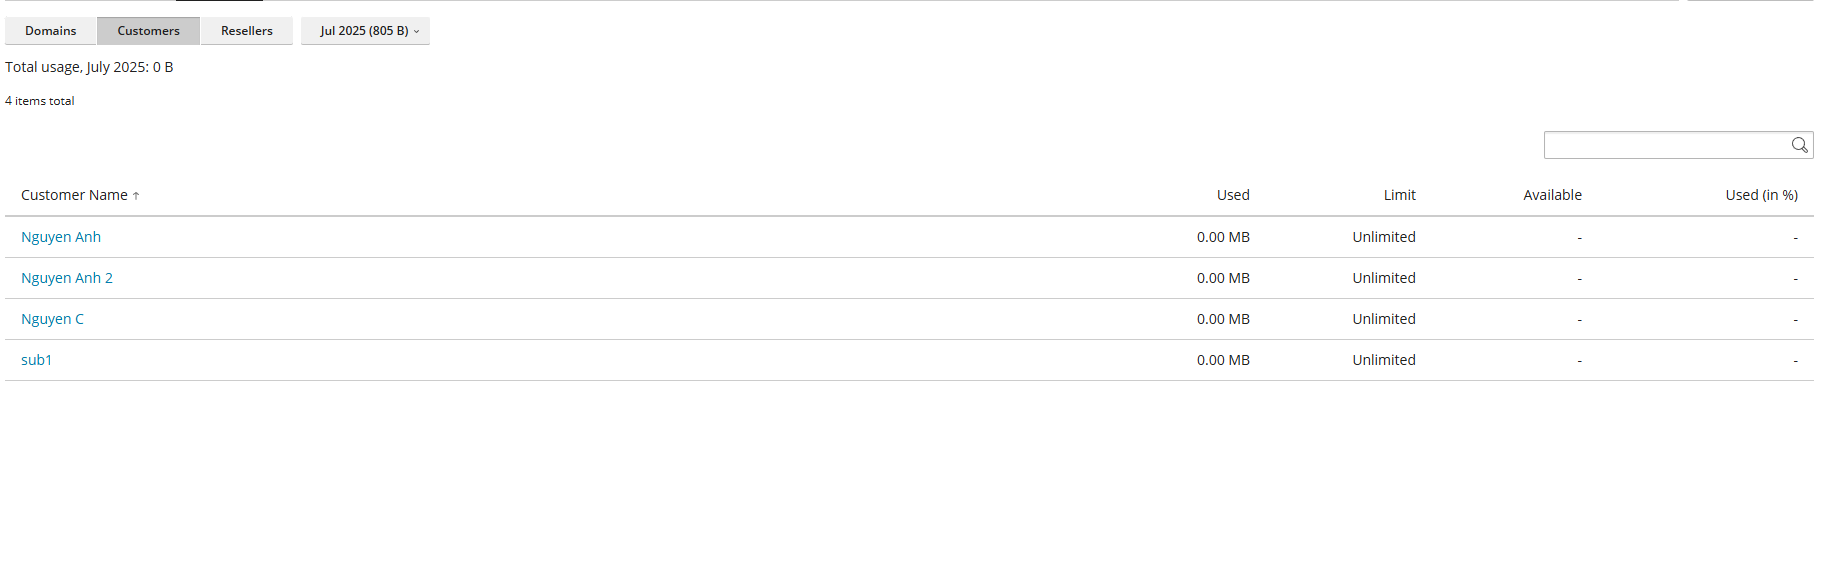 Domains Customers Resellers Jul 2025 (805 B)
Total usage, July 2025: 0 B
4 items total
Customer Name ↑ Used Limit Available Used (in %)
Nguyen Anh 0.00 MB Unlimited - -
Nguyen Anh 2 0.00 MB Unlimited - -
Nguyen C 0.00 MB Unlimited - -
sub1 0.00 MB Unlimited - -